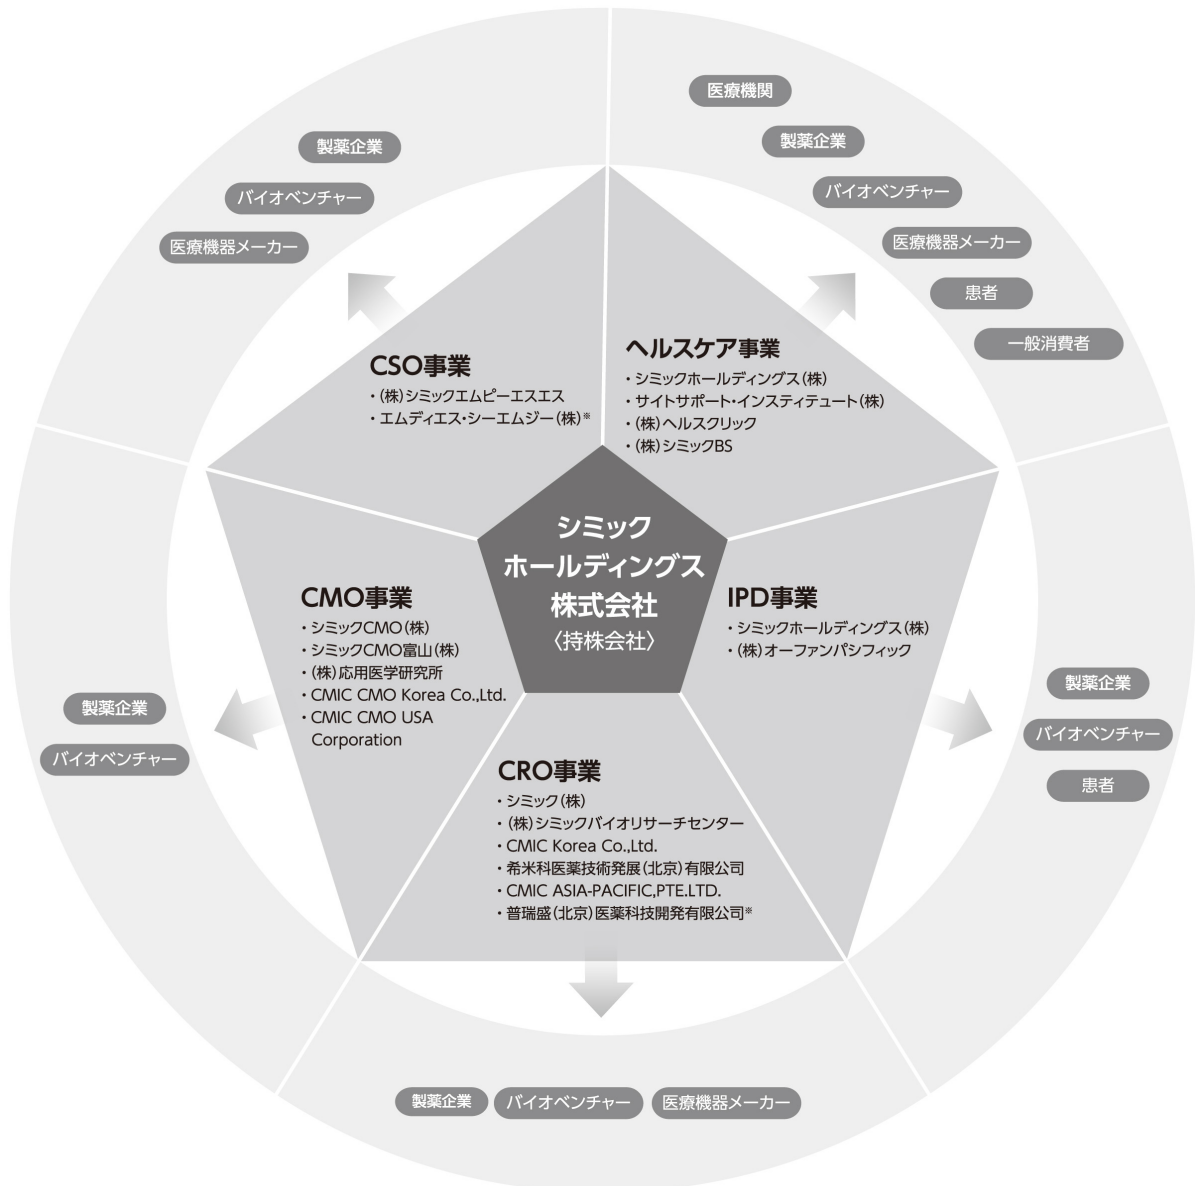 医療機関
製薬企業
バイオベンチャー
医療機器メーカー
患者
一般消費者
製薬企業
バイオベンチャー
医療機器メーカー
CSO事業
・(株)シミックエムピーエスエス
・エムディエス・シーエムジー(株)※
ヘルスケア事業
・シミックホールディングス(株)
・サイトサポート・インスティテュート(株)
・(株)ヘルスクリック
・(株)シミックBS
シミック
ホールディングス
株式会社
〈持株会社〉
CMO事業
・シミックCMO(株)
・シミックCMO富山(株)
・(株)応用医学研究所
・CMIC CMO Korea Co.,Ltd.
・CMIC CMO USA
Corporation
IPD事業
・シミックホールディングス(株)
・(株)オーファンパシフィック
製薬企業
バイオベンチャー
製薬企業
バイオベンチャー
患者
CRO事業
・シミック(株)
・(株)シミックバイオリサーチセンター
・CMIC Korea Co.,Ltd.
・希米科医薬技術発展(北京)有限公司
・CMIC ASIA-PACIFIC,PTE.LTD.
・普瑞盛(北京)医薬科技開発有限公司※
製薬企業
バイオベンチャー
医療機器メーカー